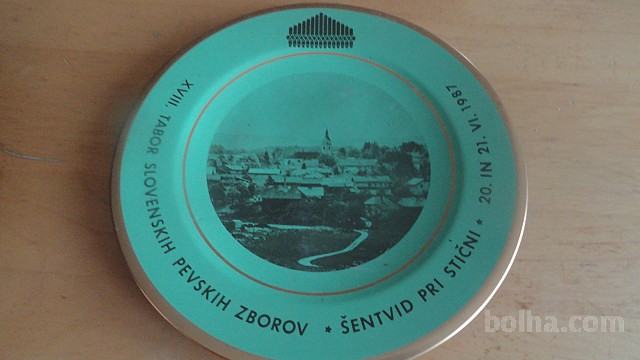 XVIII. TABOR SLOVENSKIH PEVSKIH ZBOROV * ŠENTVID PRI STIČNI * 20. IN 21. VI. 1987
bolha.com